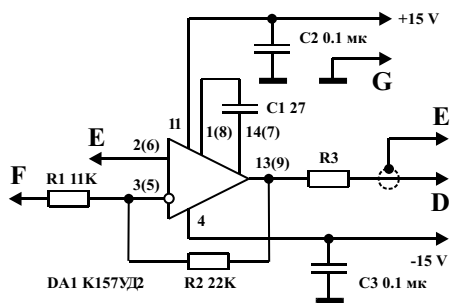 +15 V
C2 0.1 мк
G
11
1(8)
C1 27
14(7)
E
2(6)
E
13(9)
R3
F
R1 11K
3(5)
D
4
-15 V
DA1 К157УД2
R2 22K
C3 0.1 мк